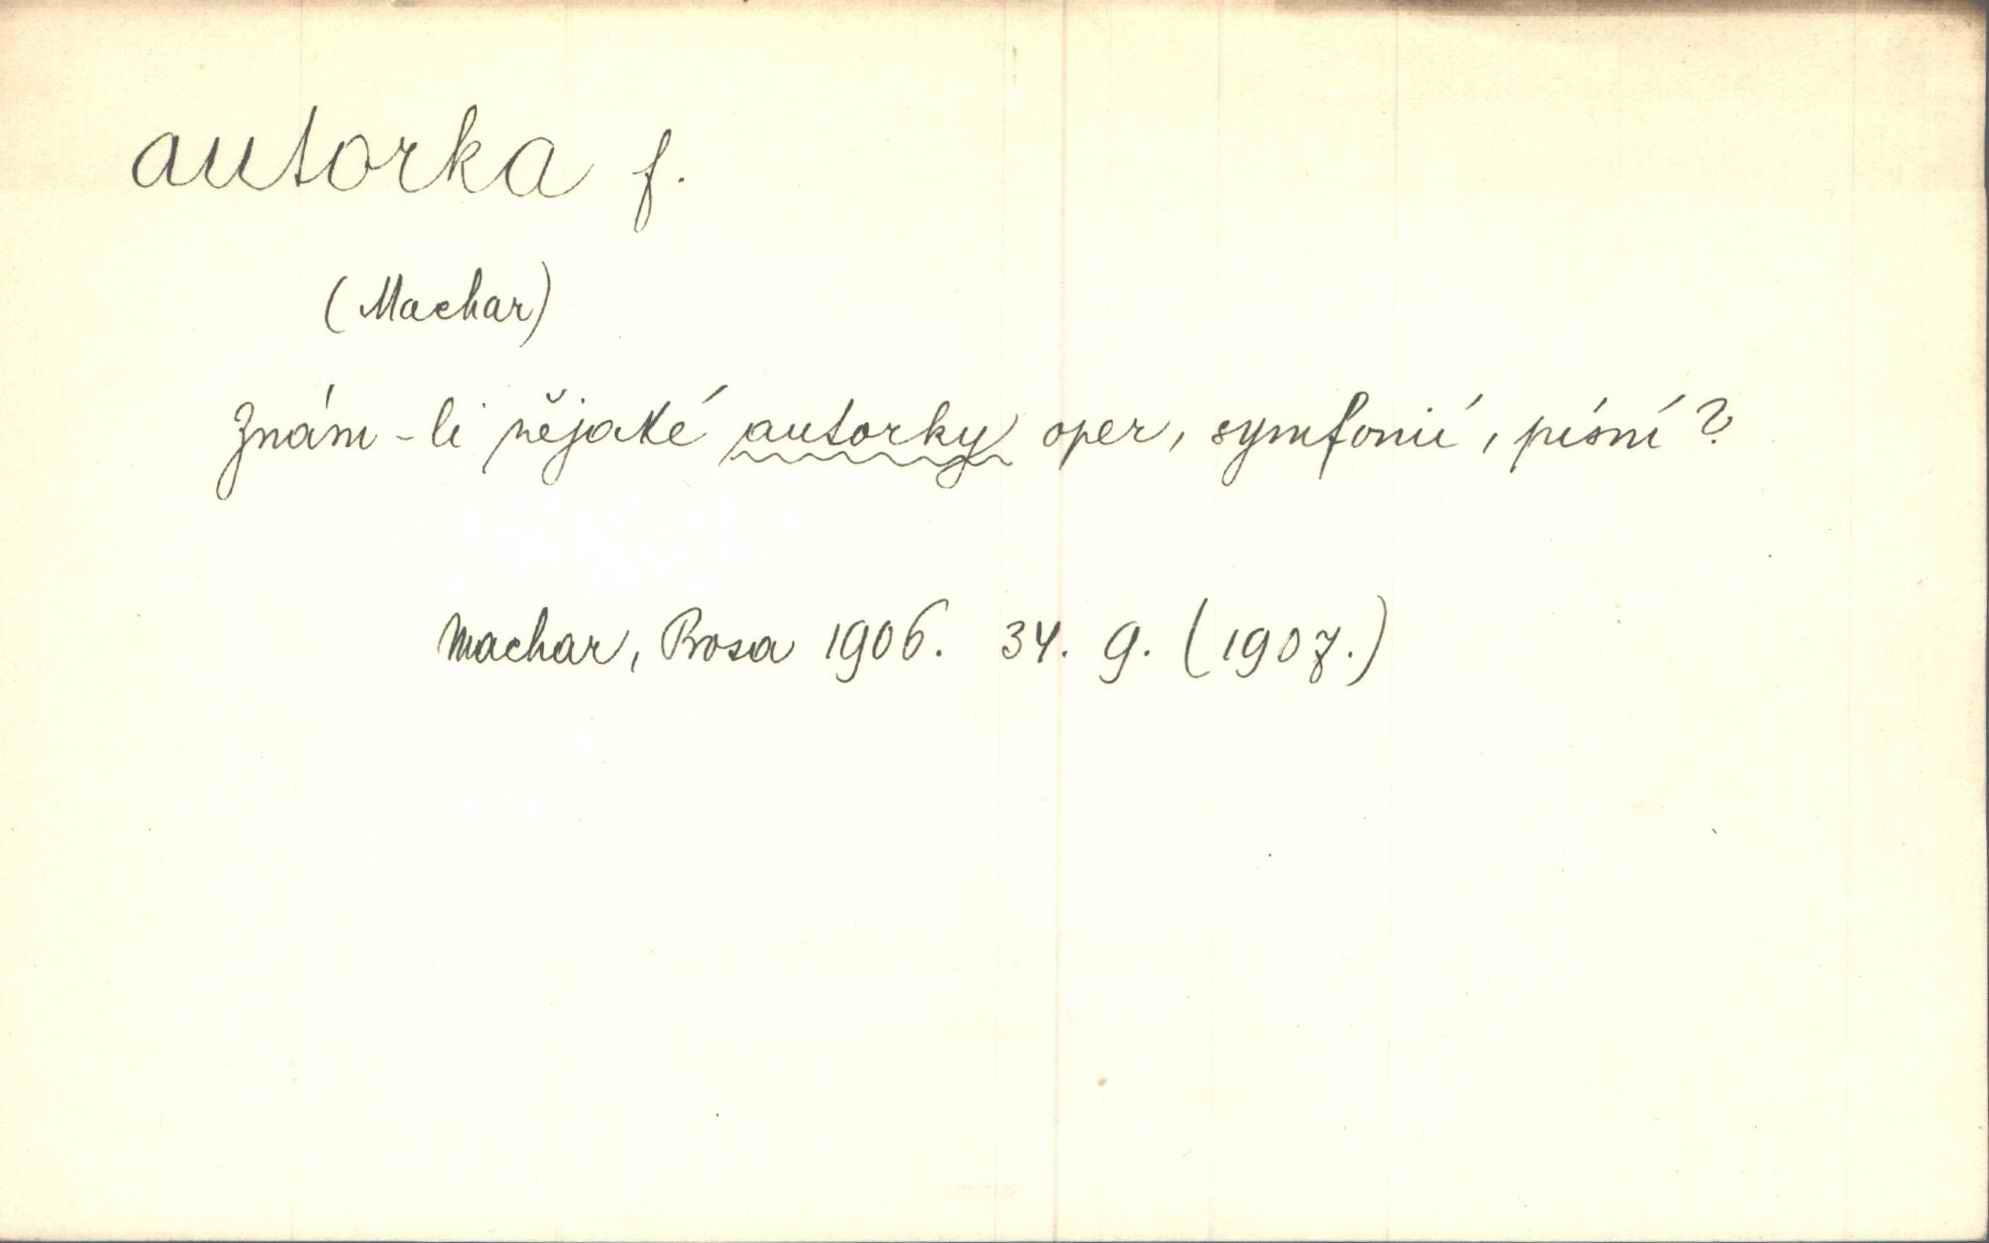 autorka f.
(Machar)
Znám-li nějaké autorky oper, symfonií, písní?
Machar, Prosa 1906. 34. 9. (1907.)